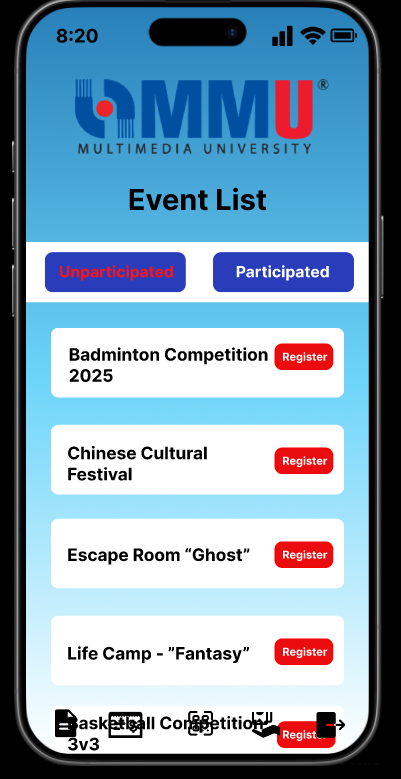 8:20
MMU®
MULTIMEDIA UNIVERSITY
Event List
Unparticipated
Participated
Badminton Competition
2025
Register
Chinese Cultural
Festival
Register
Escape Room “Ghost”
Register
Life Camp - ”Fantasy”
Register
Basketball Competition
3v3
Register